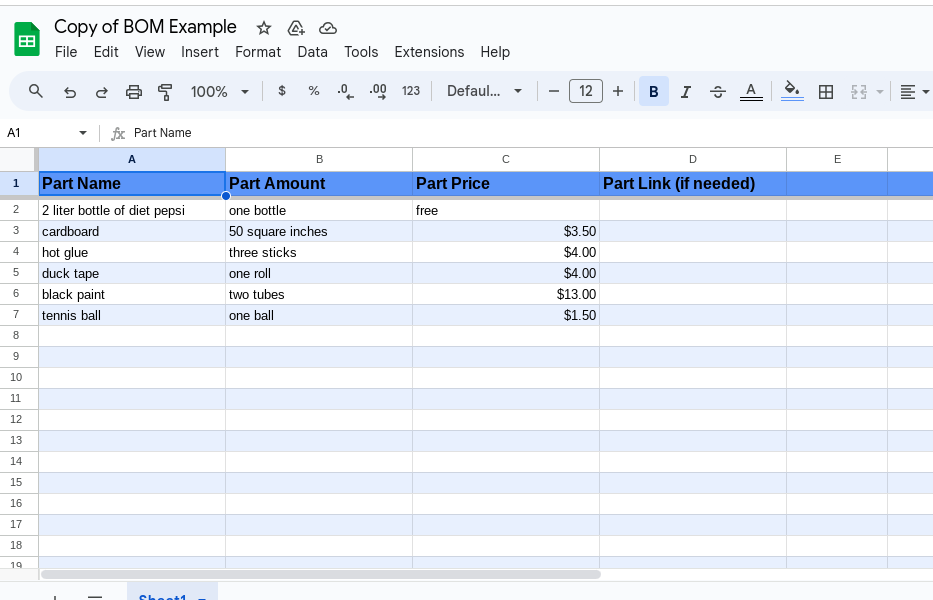 Copy of BOM Example
File Edit View Insert Format Data Tools Extensions Help
100% $ % .0 .00 123 Defaul... 12 B I S A
A1 fx Part Name
A B C D E
1 Part Name Part Amount Part Price Part Link (if needed)
2 2 liter bottle of diet pepsi one bottle free
3 cardboard 50 square inches $3.50
4 hot glue three sticks $4.00
5 duck tape one roll $4.00
6 black paint two tubes $13.00
7 tennis ball one ball $1.50
8
9
10
11
12
13
14
15
16
17
18
19
Sheet1